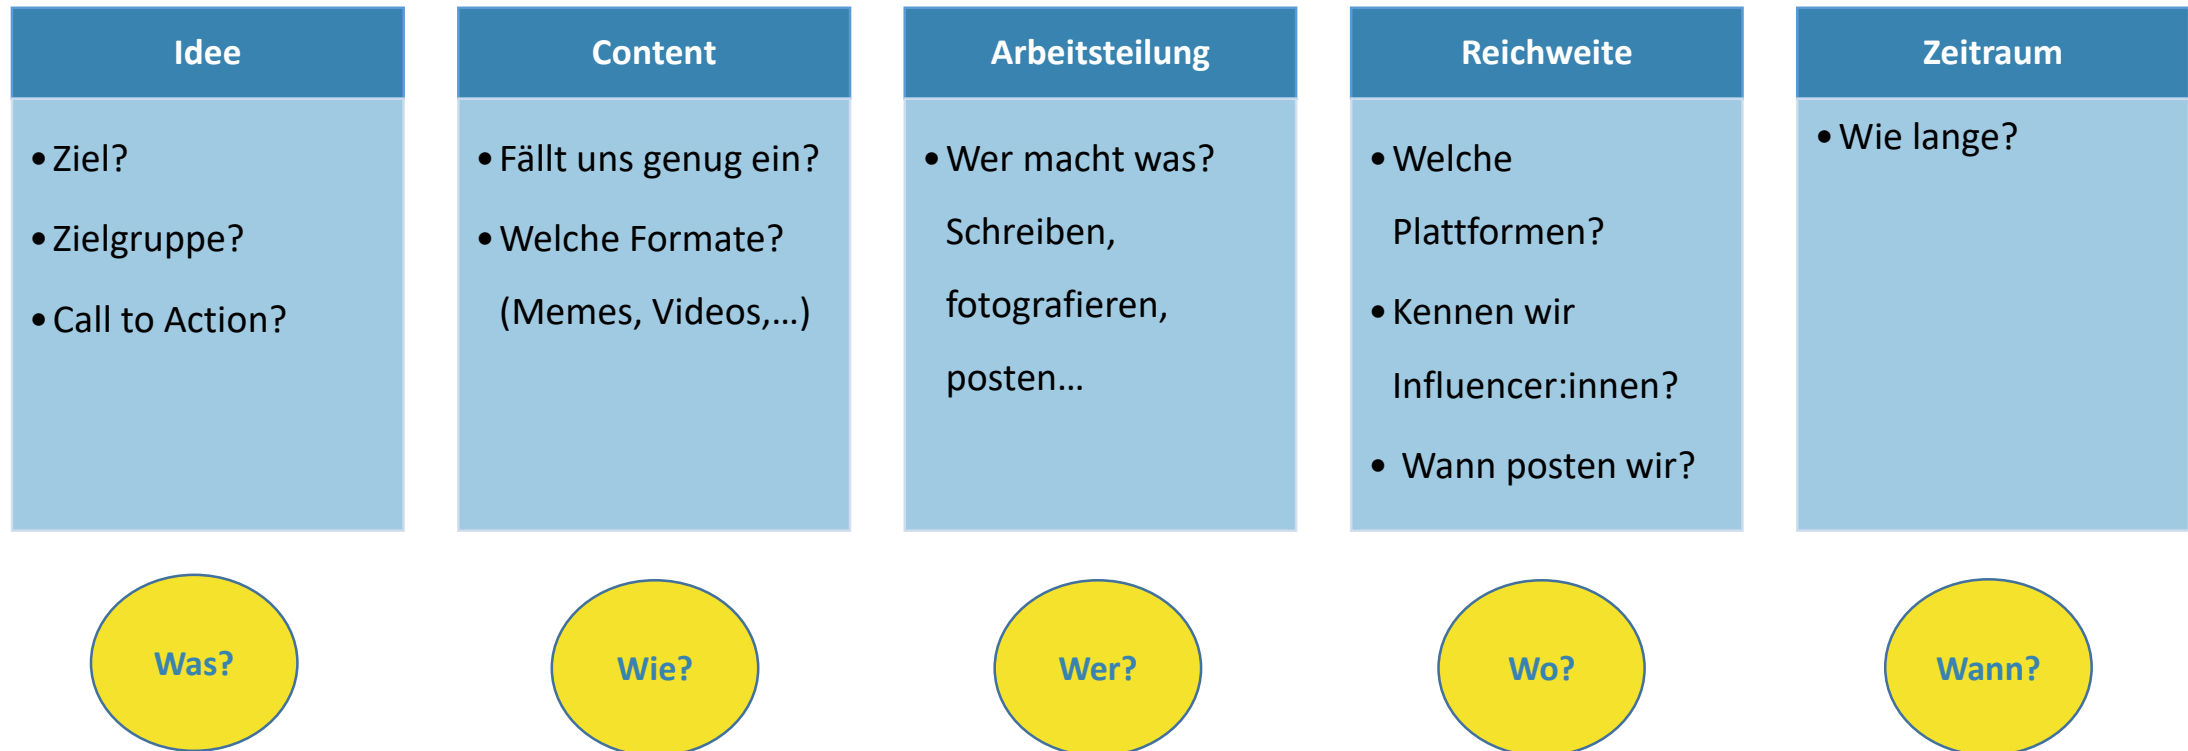 Idee
• Ziel?
• Zielgruppe?
• Call to Action?
Was?
Content
• Fällt uns genug ein?
• Welche Formate?
(Memes, Videos,…)
Wie?
Arbeitsteilung
• Wer macht was?
Schreiben,
fotografieren,
posten…
Wer?
Reichweite
• Welche
Plattformen?
• Kennen wir
Influencer:innen?
• Wann posten wir?
Wo?
Zeitraum
• Wie lange?
Wann?